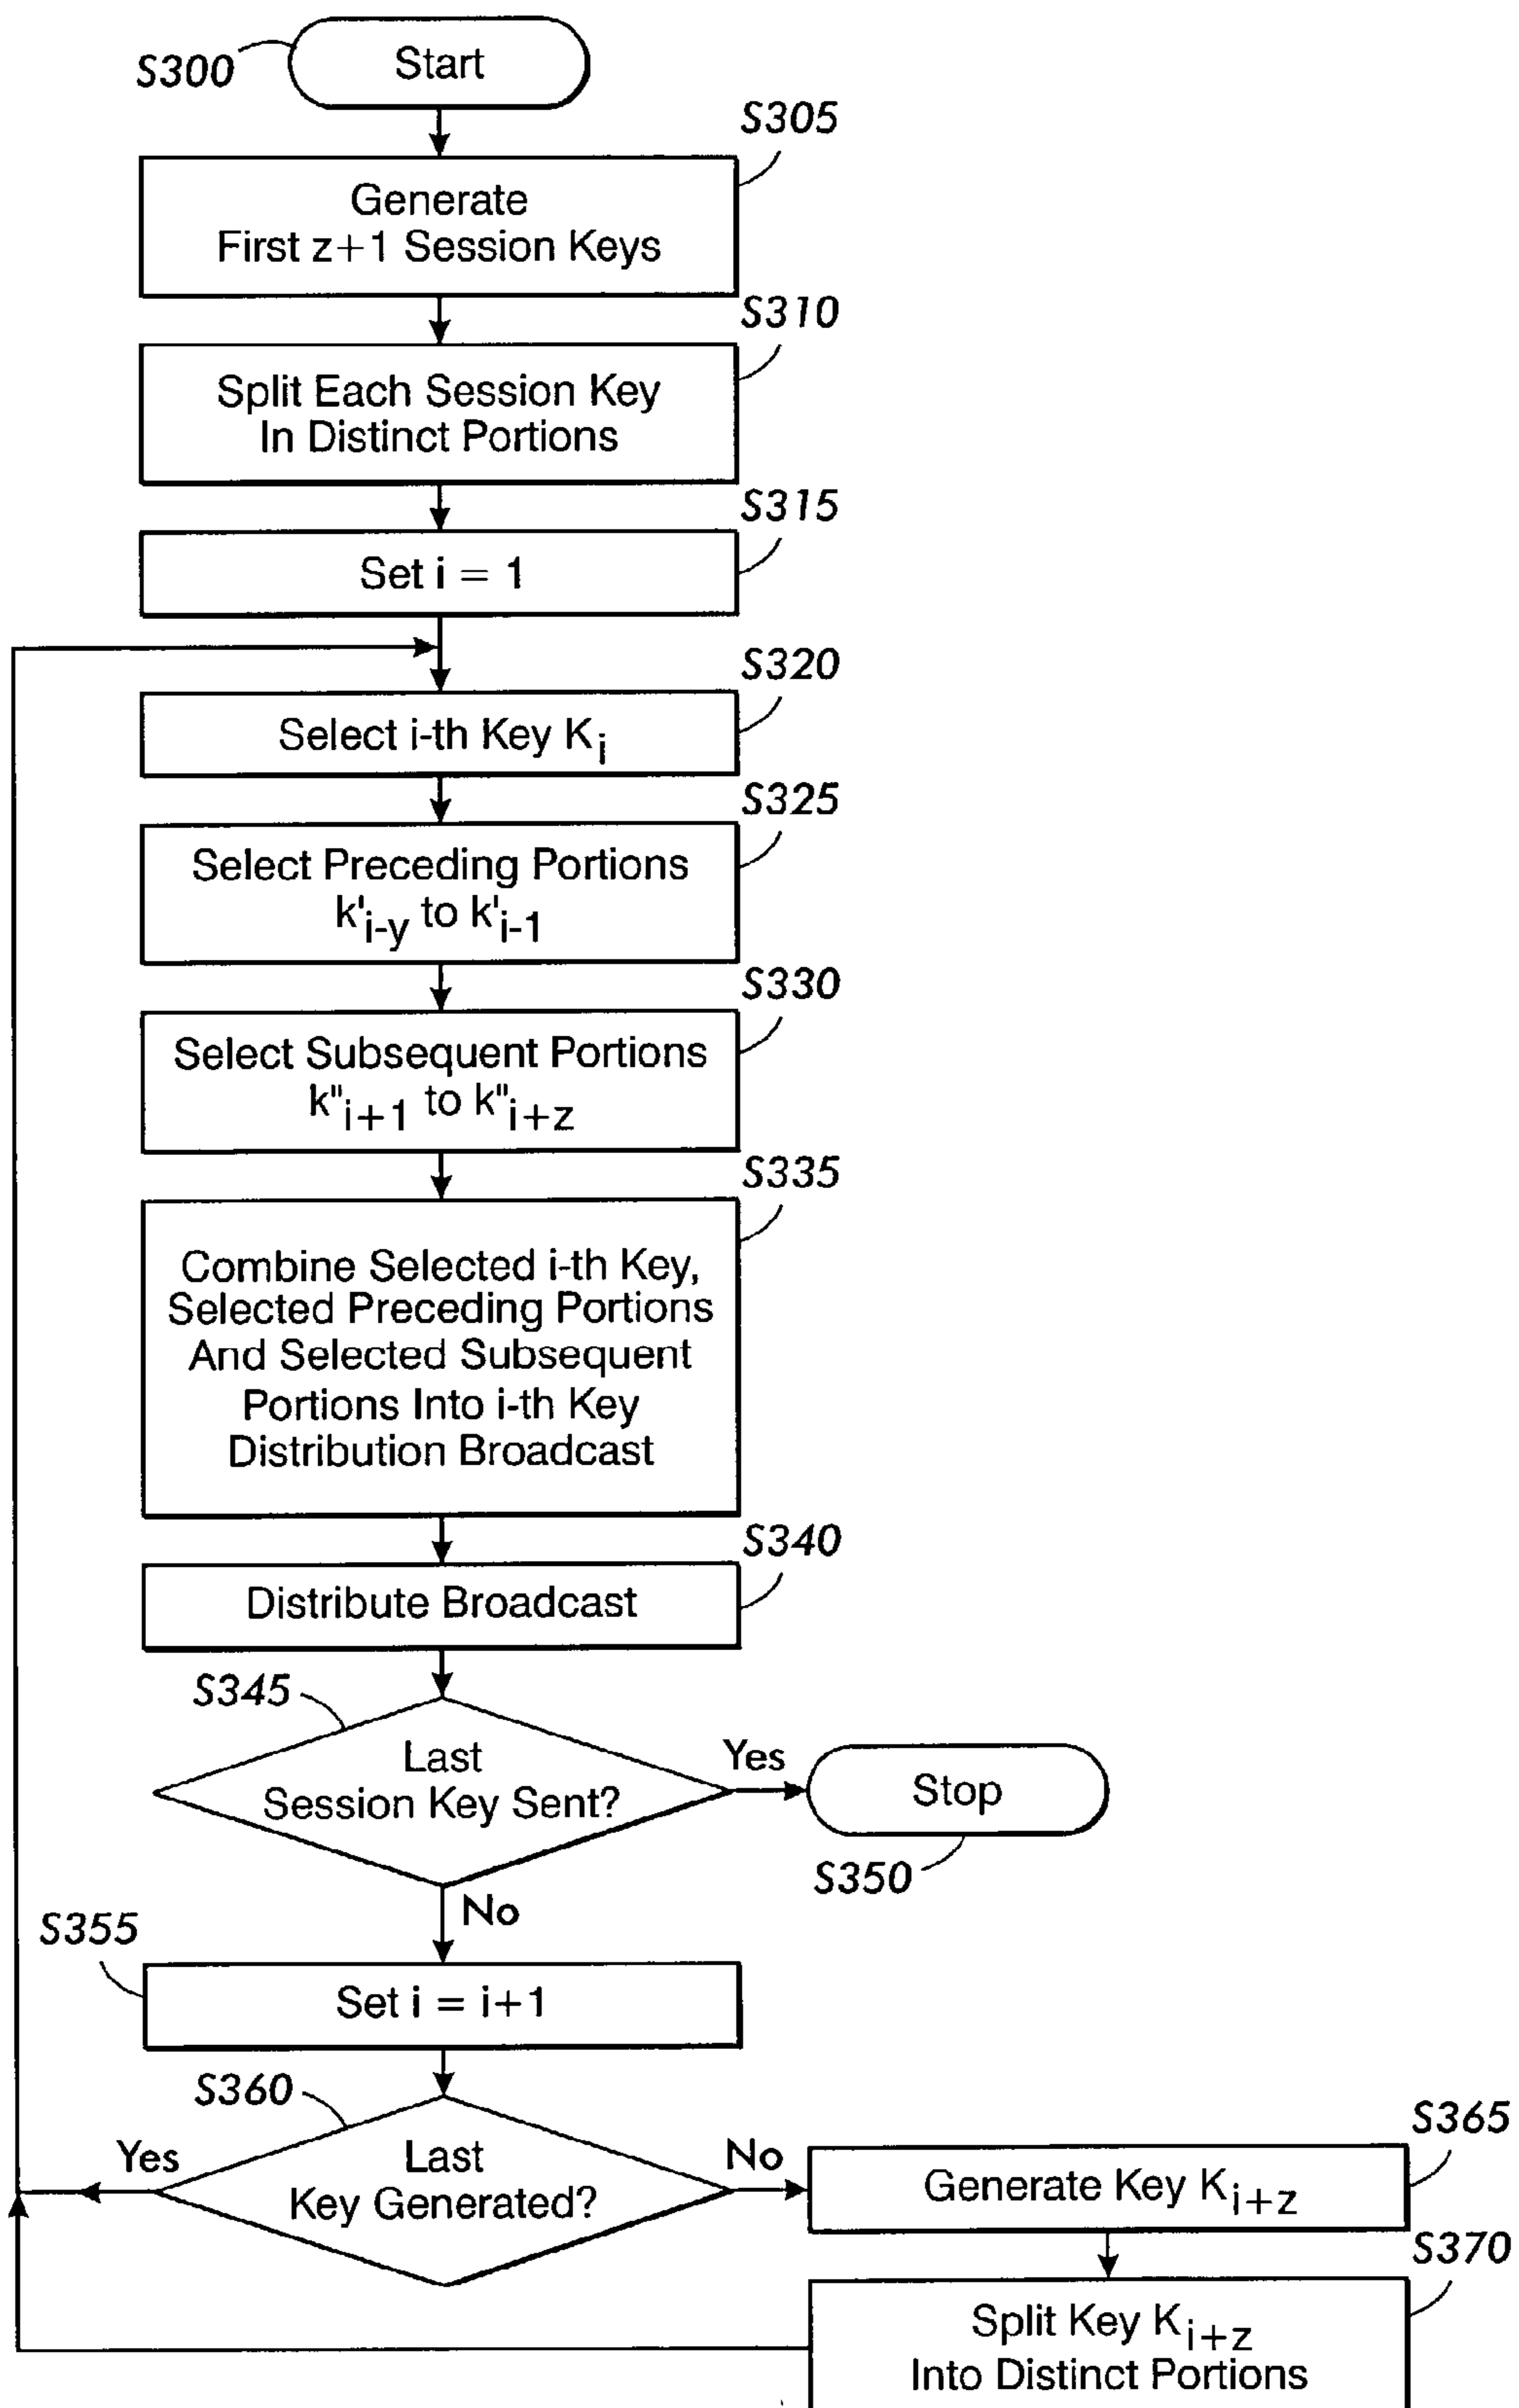 S300
Start
S305
Generate
First z+1 Session Keys
S310
Split Each Session Key
In Distinct Portions
S315
Set i = 1
S320
Select i-th Key Ki
S325
Select Preceding Portions
k'i-y to k'i-1
S330
Select Subsequent Portions
k"i+1 to k"i+z
S335
Combine Selected i-th Key,
Selected Preceding Portions
And Selected Subsequent
Portions Into i-th Key
Distribution Broadcast
S340
Distribute Broadcast
S345
Last
Session Key Sent?
Yes
Stop
S350
No
S355
Set i = i+1
S360
Last
Key Generated?
Yes
No
S365
Generate Key Ki+z
S370
Split Key Ki+z
Into Distinct Portions